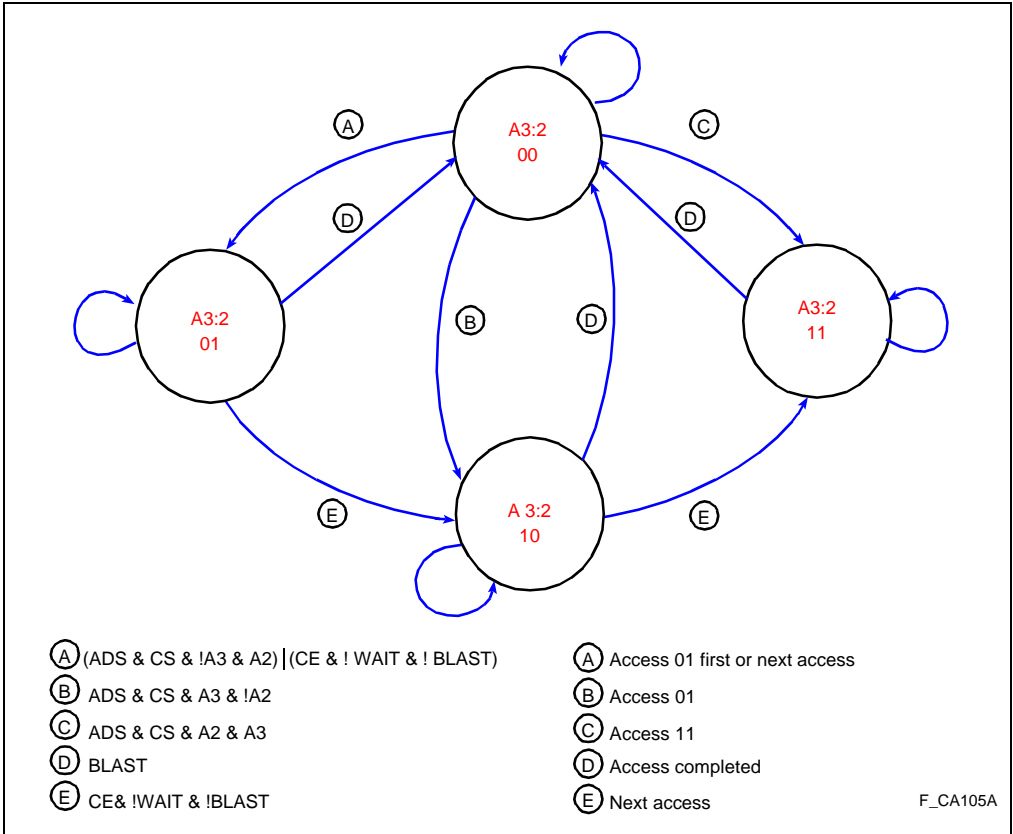 A3:2
00
A
C
D
D
A3:2
01
B
D
A3:2
11
A 3:2
10
E
E
A (ADS & CS & !A3 & A2) | (CE & ! WAIT & ! BLAST)
B ADS & CS & A3 & !A2
C ADS & CS & A2 & A3
D BLAST
E CE& !WAIT & !BLAST
A Access 01 first or next access
B Access 01
C Access 11
D Access completed
E Next access
F_CA105A